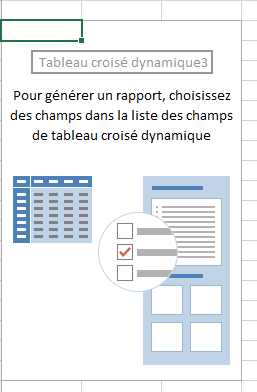 Tableau croisé dynamique3
Pour générer un rapport, choisissez
des champs dans la liste des champs
de tableau croisé dynamique